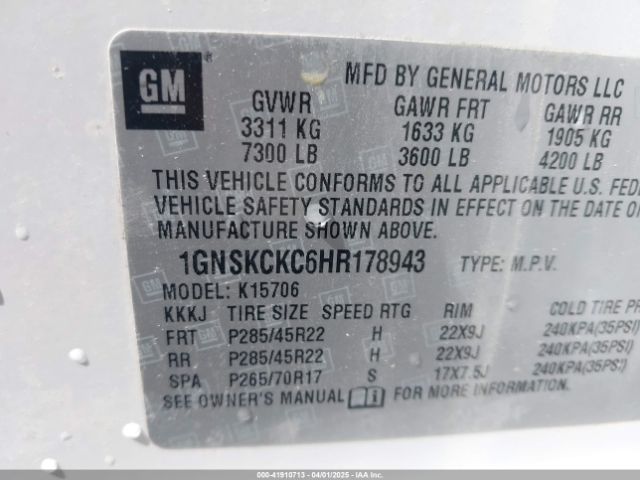 GM ®
MFD BY GENERAL MOTORS LLC
GVWR GAWR FRT GAWR RR
3311 KG 1633 KG 1905 KG
7300 LB 3600 LB 4200 LB
THIS VEHICLE CONFORMS TO ALL APPLICABLE U.S. FEDE
VEHICLE SAFETY STANDARDS IN EFFECT ON THE DATE O
MANUFACTURE SHOWN ABOVE.
1GNSKCKC6HR178943 TYPE: M.P.V.
MODEL: K15706
KKKJ TIRE SIZE SPEED RTG RIM COLD TIRE PR
FRT P285/45R22 H 22X9J 240KPA(35PSI)
RR P285/45R22 H 22X9J 240KPA(35PSI)
SPA P265/70R17 S 17X7.5J 240KPA(35PSI)
SEE OWNER'S MANUAL FOR MORE INFORMATION.
000-41910713 - 04/01/2025 - IAAI.COM